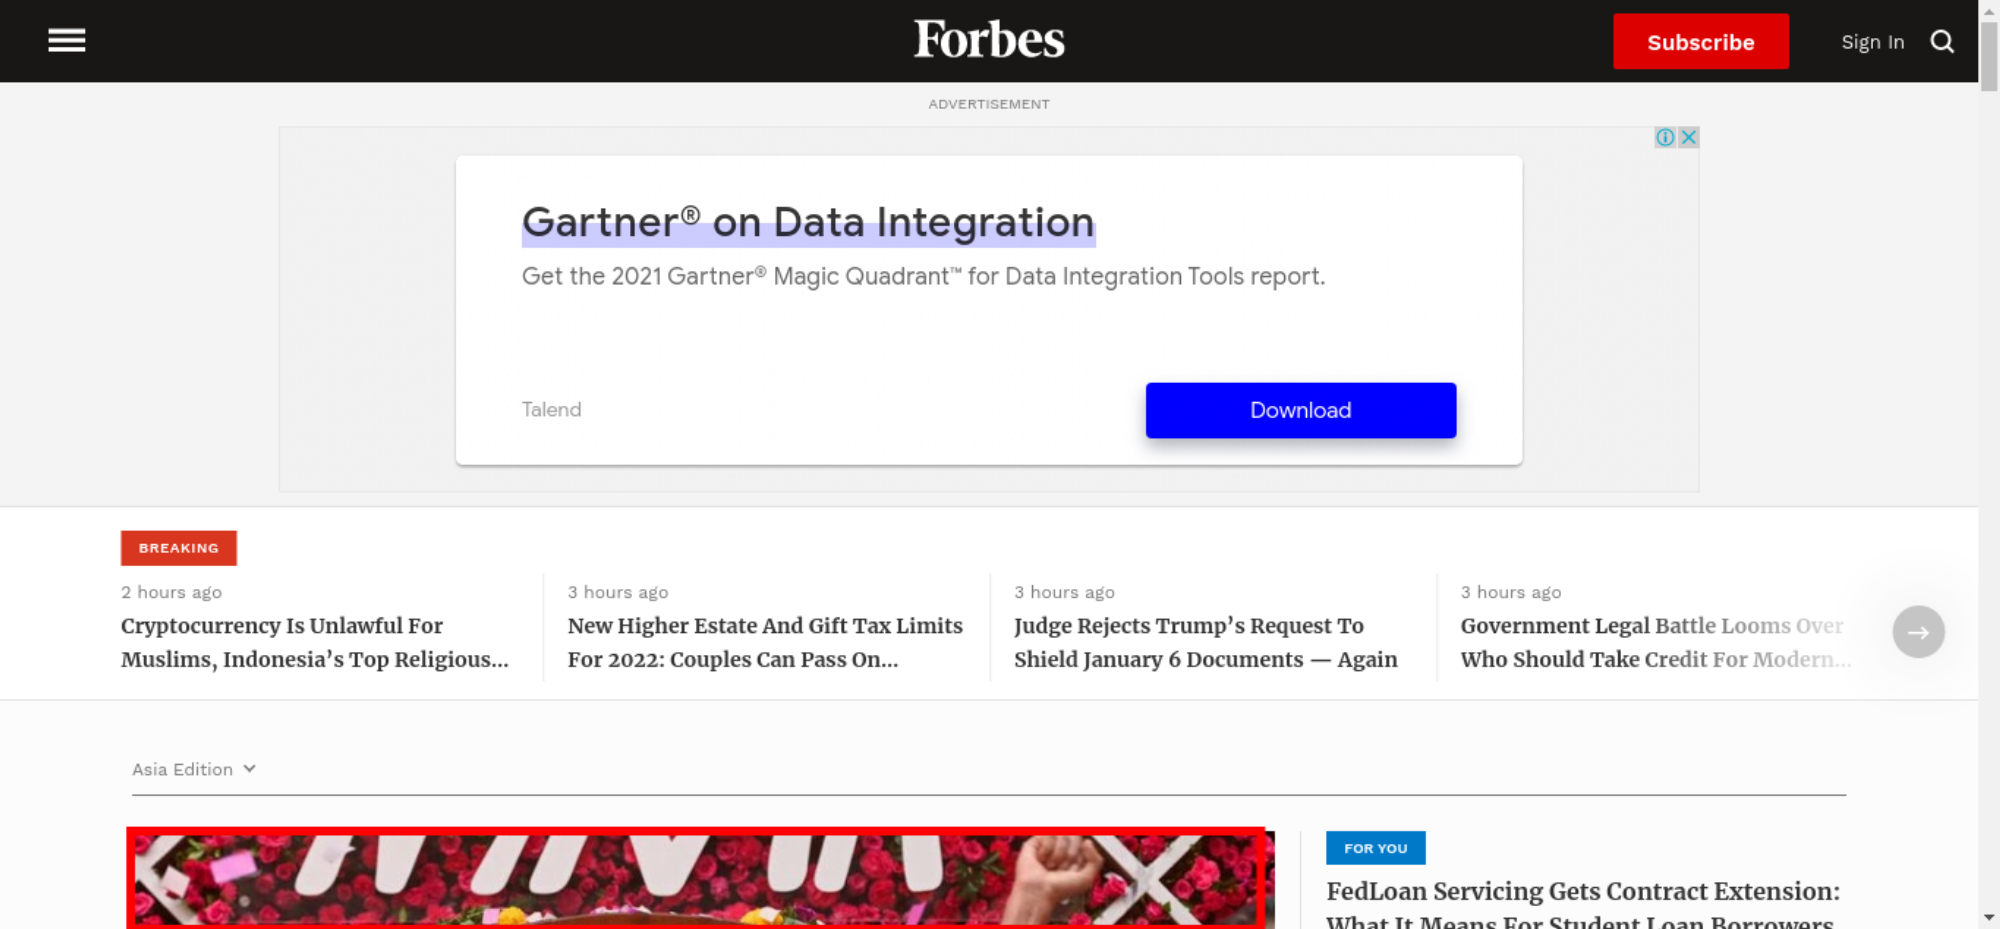 Forbes
Subscribe
Sign In
ADVERTISEMENT
Gartner® on Data Integration
Get the 2021 Gartner® Magic Quadrant™ for Data Integration Tools report.
Talend
Download
BREAKING
2 hours ago
Cryptocurrency Is Unlawful For
Muslims, Indonesia’s Top Religious...
3 hours ago
New Higher Estate And Gift Tax Limits
For 2022: Couples Can Pass On...
3 hours ago
Judge Rejects Trump’s Request To
Shield January 6 Documents — Again
3 hours ago
Government Legal Battle Looms Over
Who Should Take Credit For Modern...
Asia Edition
FOR YOU
FedLoan Servicing Gets Contract Extension:
What It Means For Student Loan Borrowers